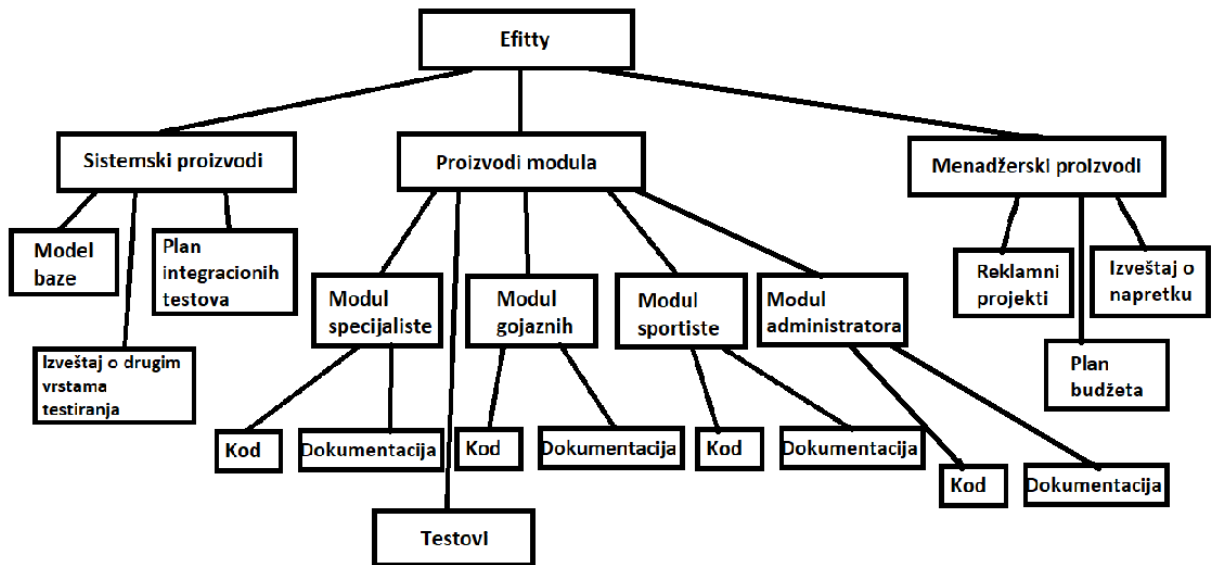 Efitty
Sistemski proizvodi
Proizvodi modula
Menadžerski proizvodi
Model
baze
Plan
integracionih
testova
Izveštaj o drugim
vrstama
testiranja
Modul
specijaliste
Modul
gojaznih
Modul
sportiste
Modul
administratora
Reklamni
projekti
Izveštaj o
napretku
Plan
budžeta
Kod
Dokumentacija
Kod
Dokumentacija
Kod
Dokumentacija
Kod
Dokumentacija
Testovi